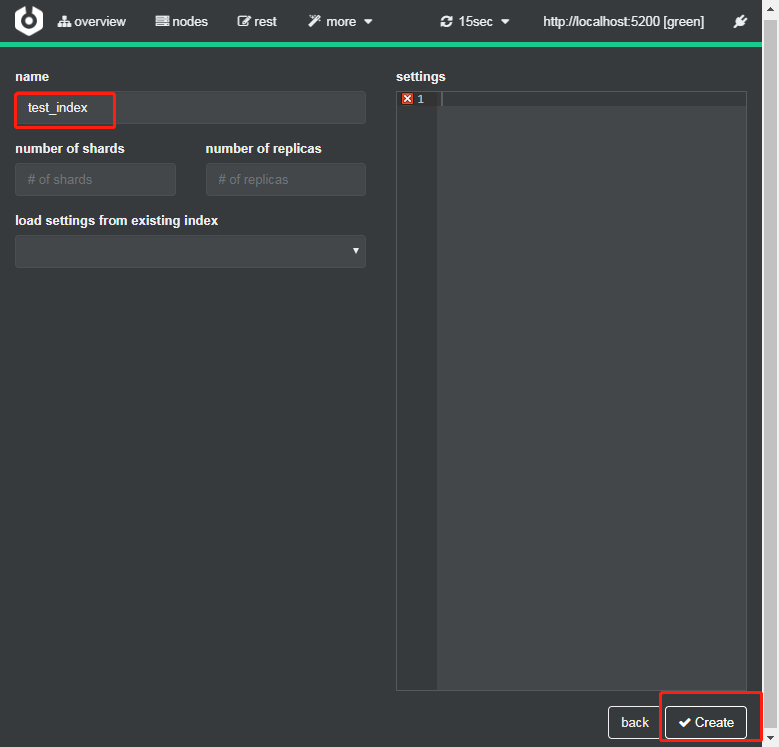 overview nodes rest more 15sec http://localhost:5200 [green]
name
test_index
number of shards number of replicas
# of shards # of replicas
load settings from existing index
settings
1
back Create